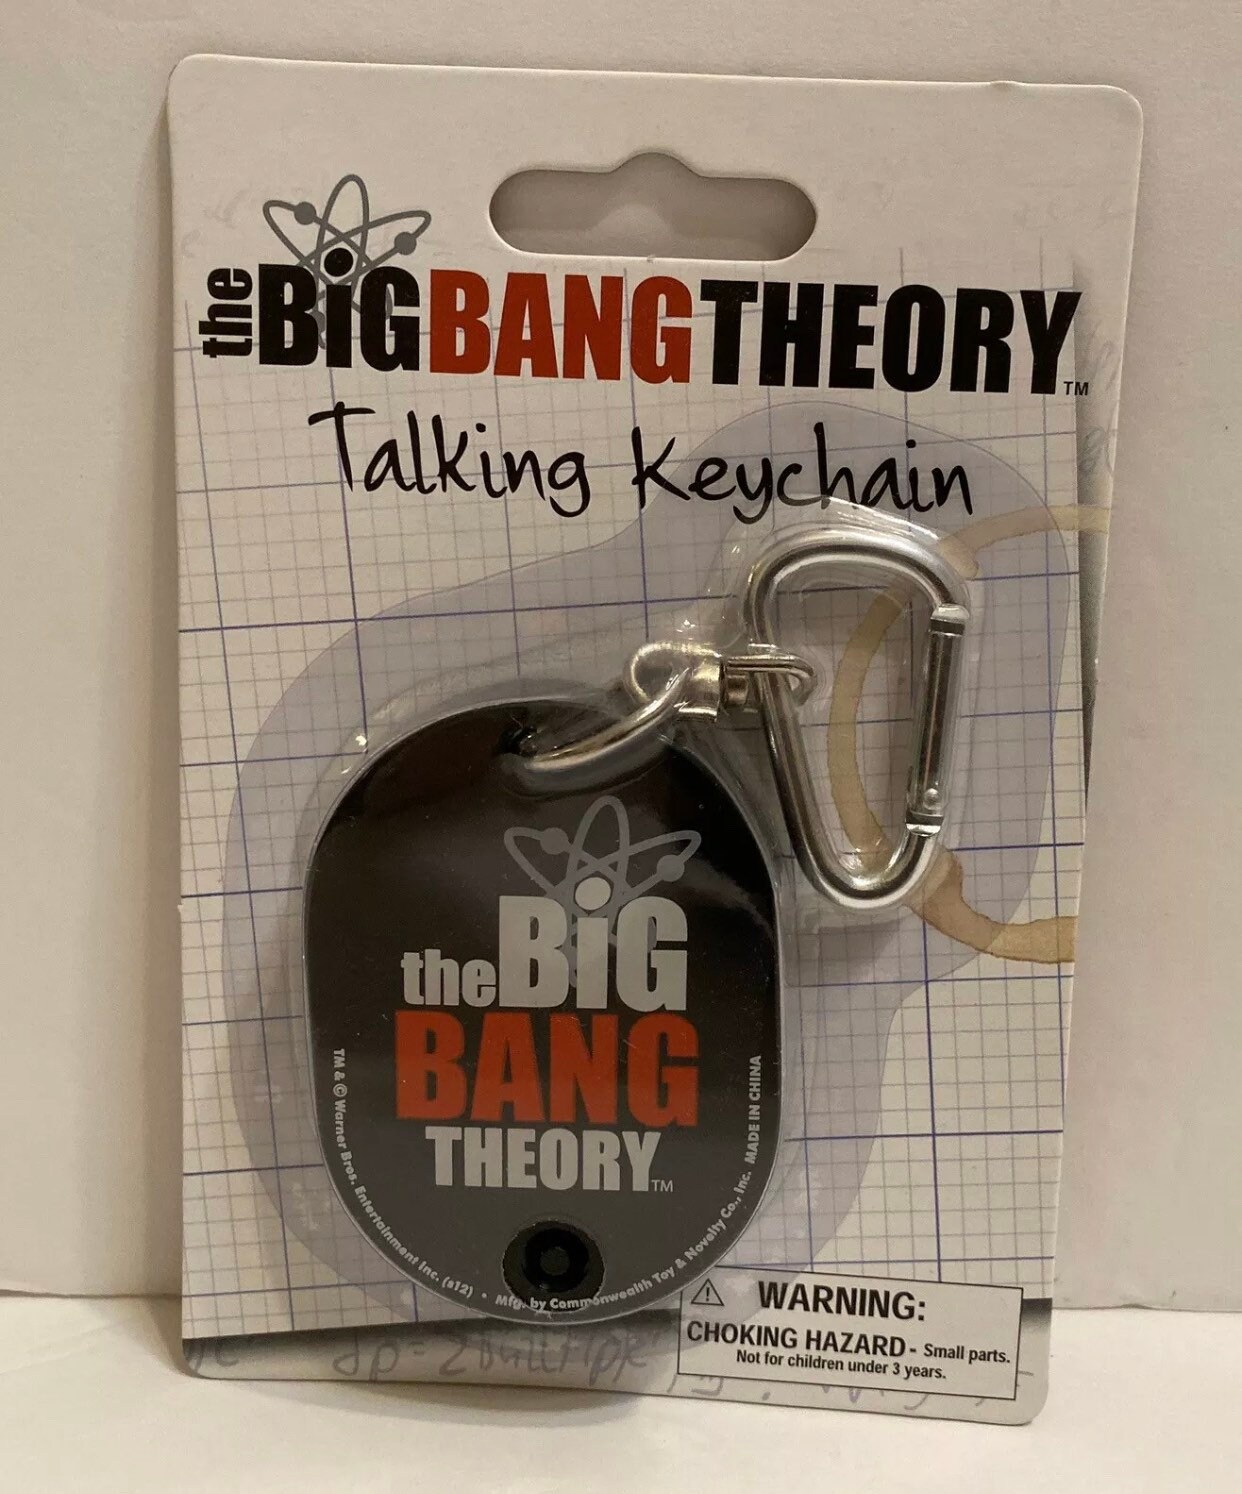 the BiG BANG THEORY TM
Talking Keychain
the BiG
BANG
THEORY TM
TM & © Warner Bros. Entertainment Inc. (s12) • Mfg. by Commonwealth Toy & Novelty Co., Inc. MADE IN CHINA
⚠ WARNING:
CHOKING HAZARD - Small parts.
Not for children under 3 years.